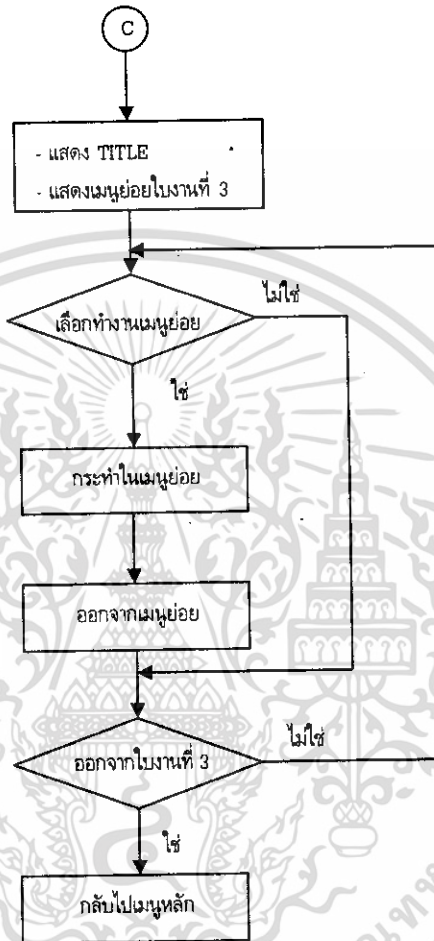 C
- แสดง TITLE
- แสดงเมนูย่อยใบงานที่ 3
ไม่ใช่
เลือกทำงานเมนูย่อย
ใช่
กระทำในเมนูย่อย
ออกจากเมนูย่อย
ไม่ใช่
ออกจากใบงานที่ 3
ใช่
กลับไปเมนูหลัก